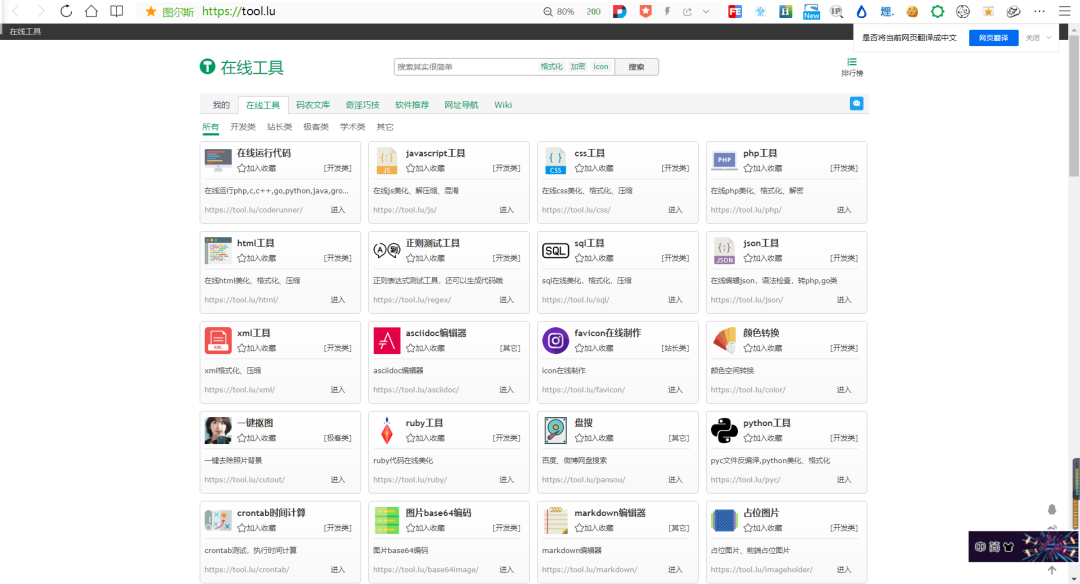 图尔斯 https://tool.lu
80% 200
New
IP
在线工具
是否将当前网页翻译成中文 网页翻译 关闭
在线工具
搜索其实很简单 格式化 加密 icon 搜索
排行榜
我的 在线工具 码农文库 奇淫巧技 软件推荐 网址导航 Wiki
所有 开发类 站长类 极客类 学术类 其它
在线运行代码
加入收藏 [开发类]
在线运行php,c,c++,go,python,java,gro...
https://tool.lu/coderunner/ 进入
JS
javascript工具
加入收藏 [开发类]
在线js美化、解压缩、混淆
https://tool.lu/js/ 进入
CSS
css工具
加入收藏 [开发类]
在线css美化、格式化、压缩
https://tool.lu/css/ 进入
PHP
php工具
加入收藏 [开发类]
在线php美化、格式化、解密
https://tool.lu/php/ 进入
html工具
加入收藏 [开发类]
在线html美化、格式化、压缩
https://tool.lu/html/ 进入
正则测试工具
加入收藏 [开发类]
正则表达式测试工具，还可以生成代码哦
https://tool.lu/regex/ 进入
SQL
sql工具
加入收藏 [开发类]
sql在线美化，格式化、压缩
https://tool.lu/sql/ 进入
JSON
json工具
加入收藏 [开发类]
在线编辑json，语法检查，转php,go类
https://tool.lu/json/ 进入
XML
xml工具
加入收藏 [开发类]
xml格式化、压缩
https://tool.lu/xml/ 进入
asciidoc编辑器
加入收藏 [其它]
asciidoc编辑器
https://tool.lu/asciidoc/ 进入
favicon在线制作
加入收藏 [站长类]
icon在线制作
https://tool.lu/favicon/ 进入
颜色转换
加入收藏 [开发类]
颜色空间转换
https://tool.lu/color/ 进入
一键抠图
加入收藏 [极客类]
一键去除照片背景
https://tool.lu/cutout/ 进入
ruby工具
加入收藏 [开发类]
ruby代码在线美化
https://tool.lu/ruby/ 进入
盘搜
加入收藏 [其它]
百度、微博网盘搜索
https://tool.lu/pansou/ 进入
python工具
加入收藏 [开发类]
pyc文件反编译,python美化、格式化
https://tool.lu/pyc/ 进入
crontab时间计算
加入收藏 [开发类]
crontab测试，执行时间计算
https://tool.lu/crontab/ 进入
图片base64编码
加入收藏 [开发类]
图片base64编码
https://tool.lu/base64image/ 进入
markdown编辑器
加入收藏 [其它]
markdown编辑器
https://tool.lu/markdown/ 进入
占位图片
加入收藏 [开发类]
占位图片、前端占位图片
https://tool.lu/imageholder/ 进入
中 简